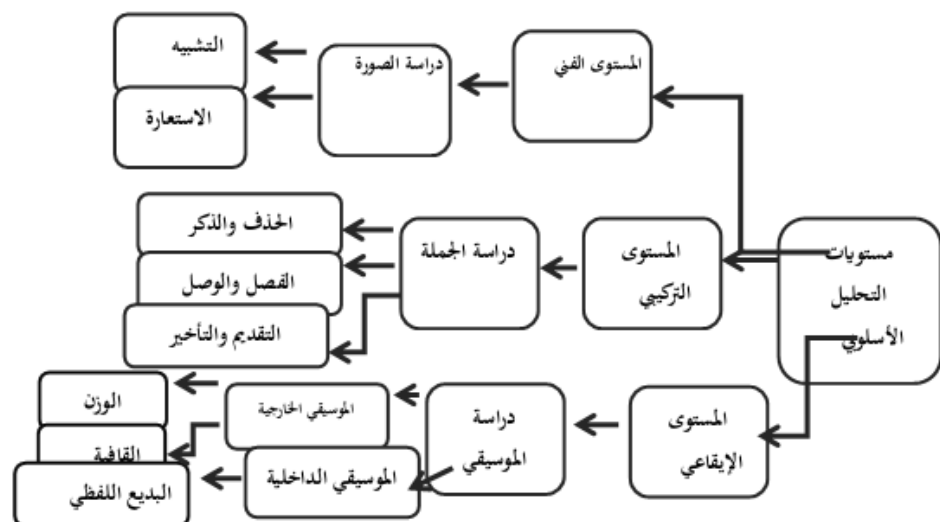 مستويات
التحليل
الأسلوبي
المستوى الفني
دراسة الصورة
التشبيه
الاستعارة
المستوى
التركيبي
دراسة الجملة
الحذف والذكر
الفصل والوصل
التقديم والتأخير
المستوى
الإيقاعي
دراسة
الموسيقي
الموسيقي الخارجية
الوزن
القافية
الموسيقي الداخلية
البديع اللفظي